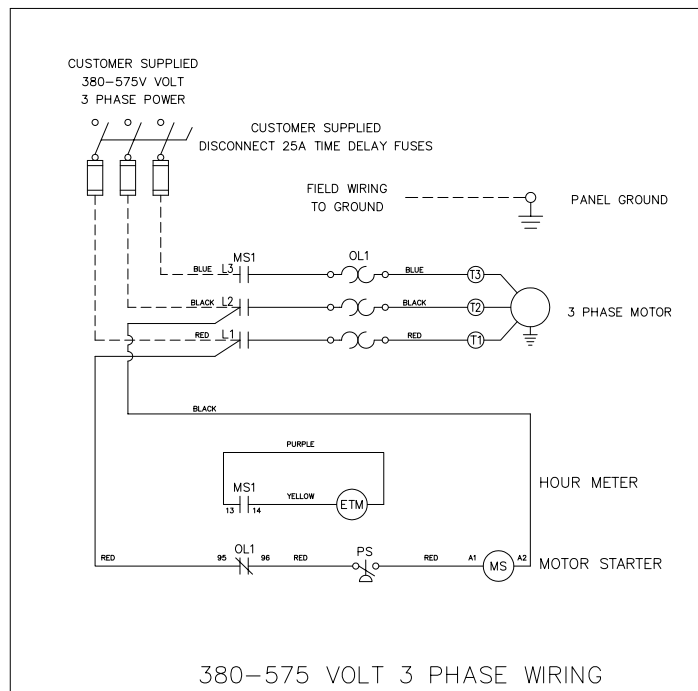 CUSTOMER SUPPLIED
380-575V VOLT
3 PHASE POWER
CUSTOMER SUPPLIED
DISCONNECT 25A TIME DELAY FUSES
FIELD WIRING
TO GROUND
PANEL GROUND
MS1
OL1
BLUE L3
BLUE
T3
BLACK L2
BLACK
T2
3 PHASE MOTOR
RED L1
RED
T1
BLACK
PURPLE
HOUR METER
MS1
YELLOW
ETM
13 14
OL1
PS
RED
95
96
RED
RED
A1
MS
A2
MOTOR STARTER
380-575 VOLT 3 PHASE WIRING